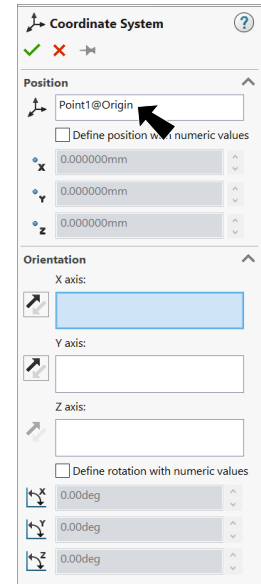 Coordinate System
?
Position
Point1@Origin
Define position with numeric values
X 0.000000mm
Y 0.000000mm
Z 0.000000mm
Orientation
X axis:
Y axis:
Z axis:
Define rotation with numeric values
X 0.00deg
Y 0.00deg
Z 0.00deg